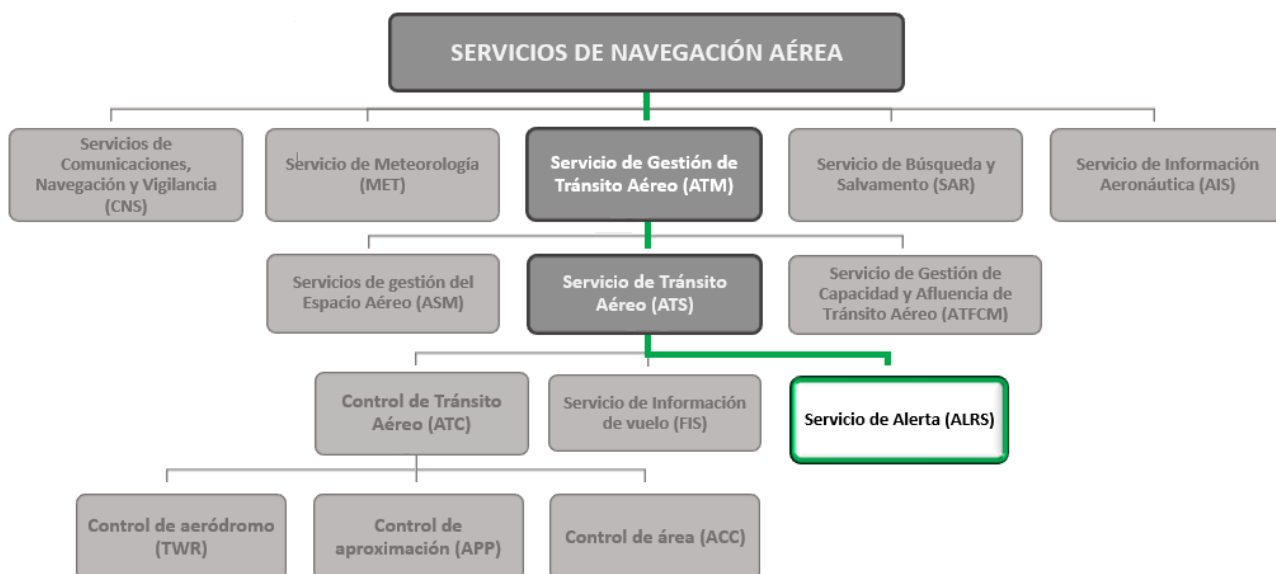 SERVICIOS DE NAVEGACIÓN AÉREA
Servicios de
Comunicaciones,
Navegación y Vigilancia
(CNS)
Servicio de Meteorología
(MET)
Servicio de Gestión de
Tránsito Aéreo (ATM)
Servicio de Búsqueda y
Salvamento (SAR)
Servicio de Información
Aeronáutica (AIS)
Servicios de gestión del
Espacio Aéreo (ASM)
Servicio de Tránsito
Aéreo (ATS)
Servicio de Gestión de
Capacidad y Afluencia de
Tránsito Aéreo (ATFCM)
Control de Tránsito
Aéreo (ATC)
Servicio de Información
de vuelo (FIS)
Servicio de Alerta (ALRS)
Control de aeródromo
(TWR)
Control de
aproximación (APP)
Control de área (ACC)